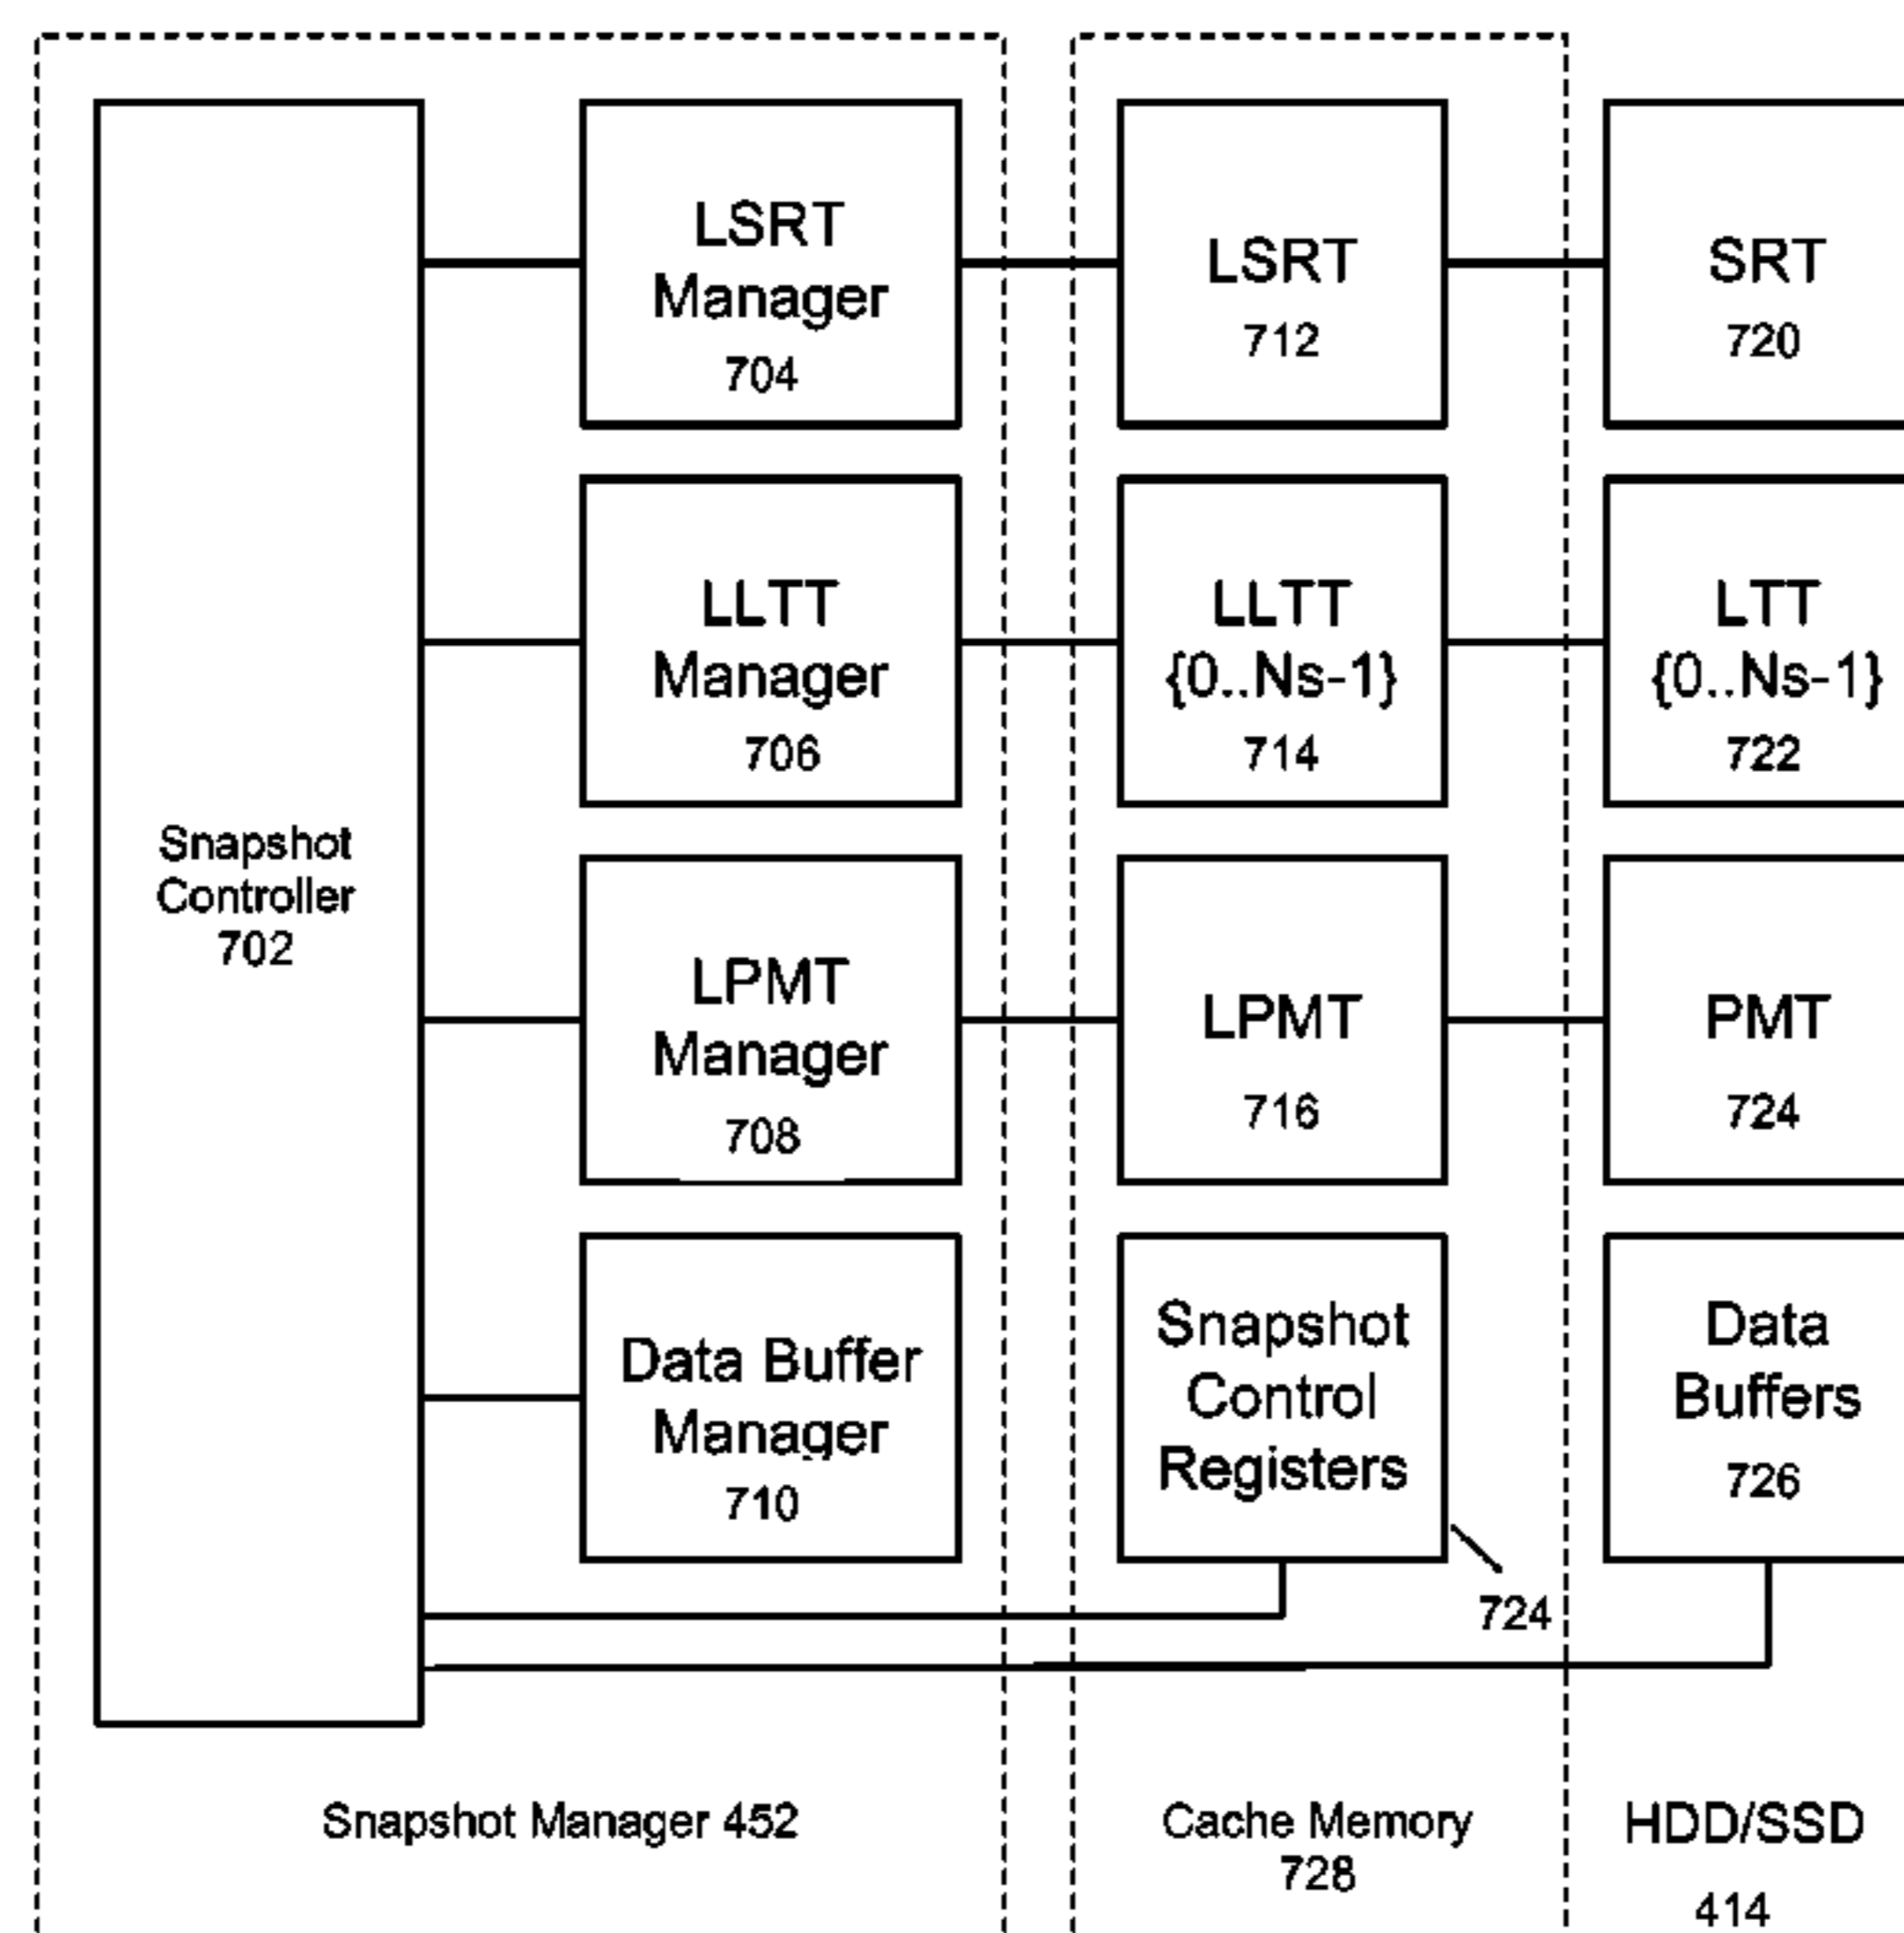 Snapshot
Controller
702
LSRT
Manager
704
LSRT
712
SRT
720
LLTT
Manager
706
LLTT
{0..Ns-1}
714
LTT
{0..Ns-1}
722
LPMT
Manager
708
LPMT
716
PMT
724
Data Buffer
Manager
710
Snapshot
Control
Registers
724
Data
Buffers
726
Snapshot Manager 452
Cache Memory
728
HDD/SSD
414